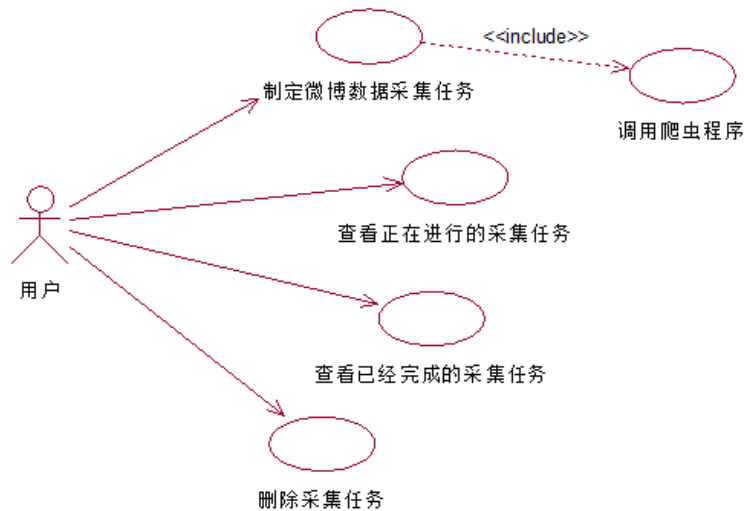 <<include>>
制定微博数据采集任务
调用爬虫程序
查看正在进行的采集任务
用户
查看已经完成的采集任务
删除采集任务